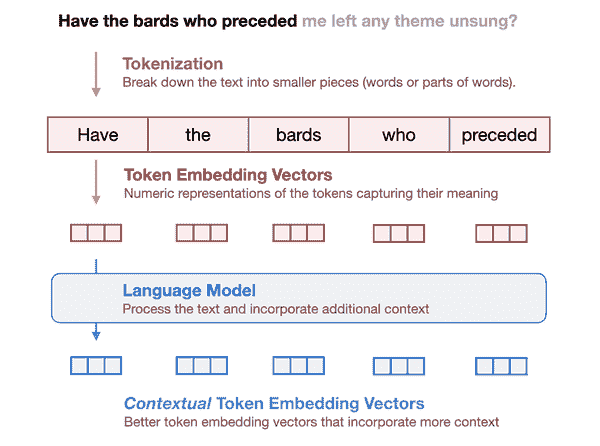 Have the bards who preceded me left any theme unsung?
Tokenization
Break down the text into smaller pieces (words or parts of words).
Have the bards who preceded
Token Embedding Vectors
Numeric representations of the tokens capturing their meaning
Language Model
Process the text and incorporate additional context
Contextual Token Embedding Vectors
Better token embedding vectors that incorporate more context